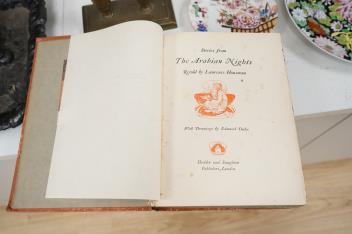 Stories from
The Arabian Nights
Retold by Laurence Housman
With Drawings by Edmund Dulac
Hodder and Stoughton
Publishers, London